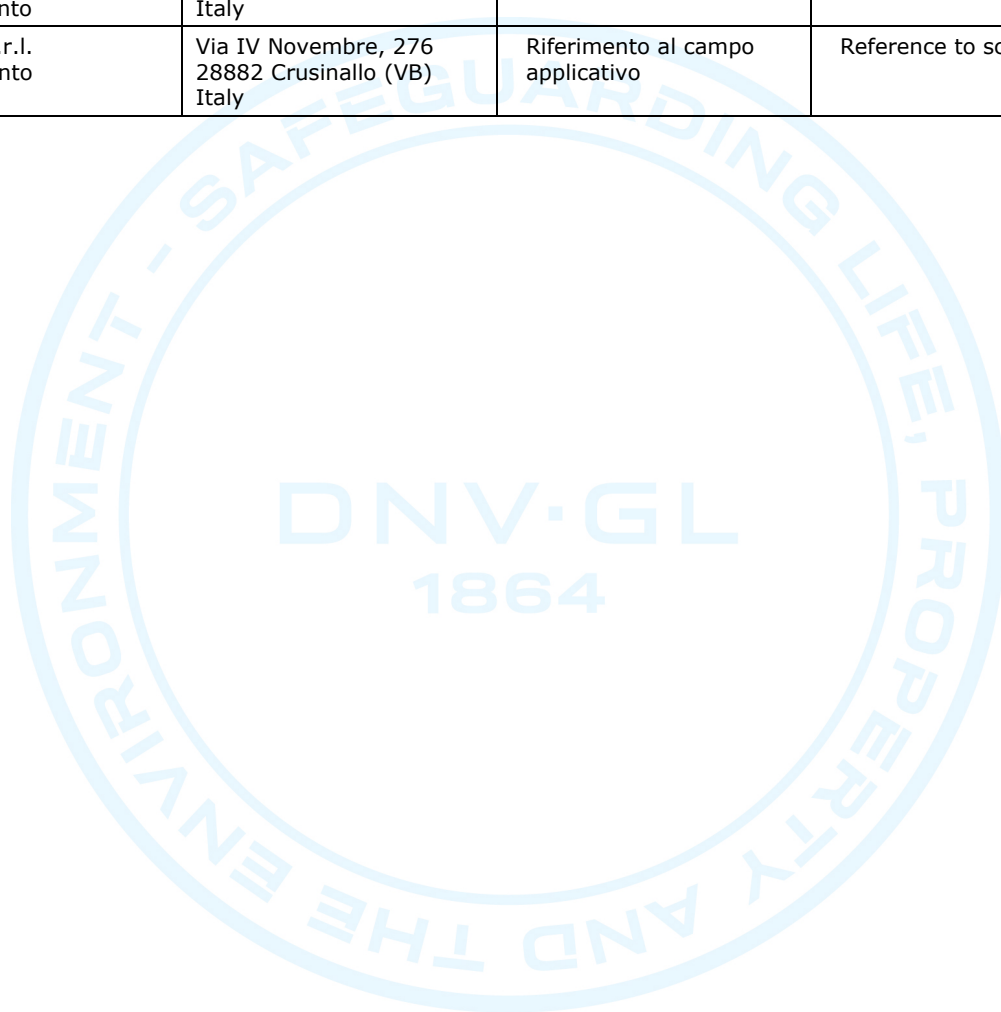 nto
Italy
.r.l.
nto
Via IV Novembre, 276
28882 Crusinallo (VB)
Italy
Riferimento al campo
applicativo
Reference to sc
SAFEGUARDING LIFE, PROPERTY AND THE ENVIRONMENT -
DNV·GL
1864